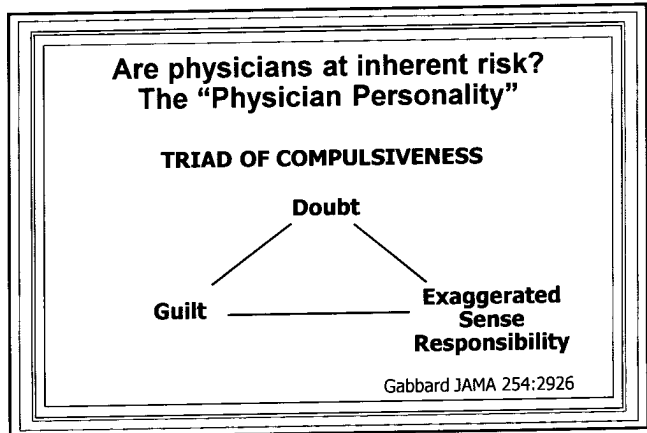 Are physicians at inherent risk?
The “Physician Personality”
TRIAD OF COMPULSIVENESS
Doubt
Guilt
Exaggerated
Sense
Responsibility
Gabbard JAMA 254:2926